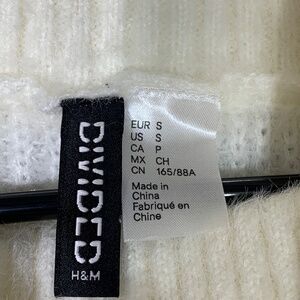 DIVIDED
H&M
EUR S
US S
CA P
MX CH
CN 165/88A
Made in
China
Fabriqué en
Chine